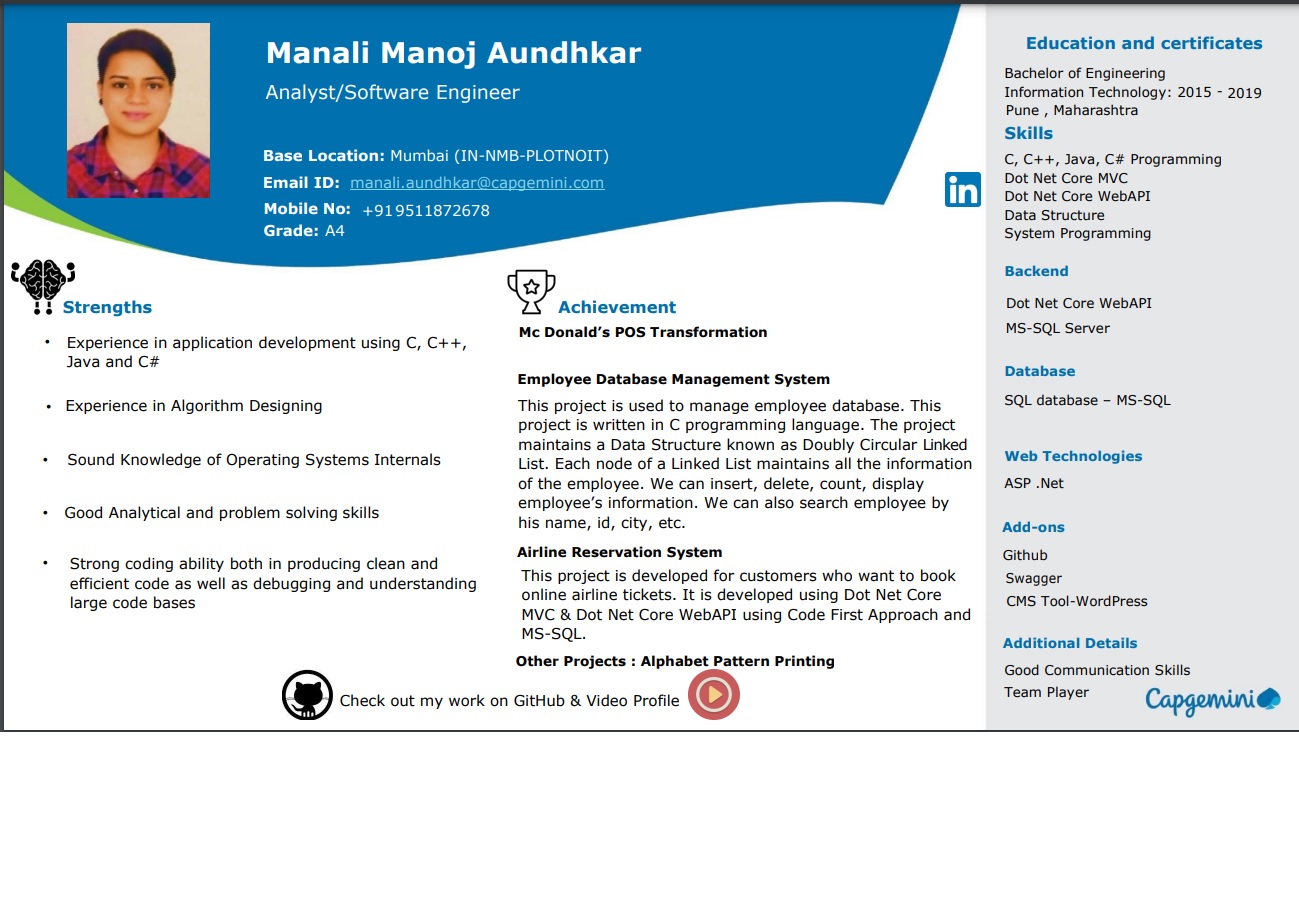 Manali Manoj Aundhkar
Analyst/Software Engineer
Base Location: Mumbai (IN-NMB-PLOTNOIT)
Email ID: manali.aundhkar@capgemini.com
Mobile No: +919511872678
Grade: A4
in
Strengths
• Experience in application development using C, C++,
Java and C#
• Experience in Algorithm Designing
• Sound Knowledge of Operating Systems Internals
• Good Analytical and problem solving skills
• Strong coding ability both in producing clean and
efficient code as well as debugging and understanding
large code bases
Achievement
Mc Donald’s POS Transformation
Employee Database Management System
This project is used to manage employee database. This
project is written in C programming language. The project
maintains a Data Structure known as Doubly Circular Linked
List. Each node of a Linked List maintains all the information
of the employee. We can insert, delete, count, display
employee’s information. We can also search employee by
his name, id, city, etc.
Airline Reservation System
This project is developed for customers who want to book
online airline tickets. It is developed using Dot Net Core
MVC & Dot Net Core WebAPI using Code First Approach and
MS-SQL.
Other Projects : Alphabet Pattern Printing
Check out my work on GitHub & Video Profile
Education and certificates
Bachelor of Engineering
Information Technology: 2015 - 2019
Pune , Maharashtra
Skills
C, C++, Java, C# Programming
Dot Net Core MVC
Dot Net Core WebAPI
Data Structure
System Programming
Backend
Dot Net Core WebAPI
MS-SQL Server
Database
SQL database – MS-SQL
Web Technologies
ASP .Net
Add-ons
Github
Swagger
CMS Tool-WordPress
Additional Details
Good Communication Skills
Team Player
Capgemini